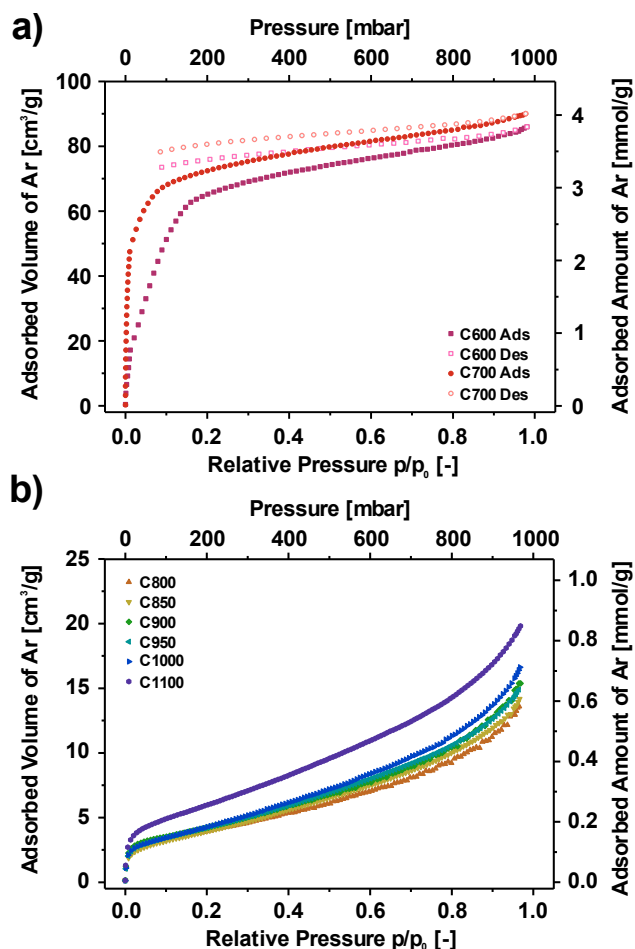 a)
Pressure [mbar]
0 200 400 600 800 1000
Adsorbed Volume of Ar [cm³/g]
100
80
60
40
20
0
Adsorbed Amount of Ar [mmol/g]
4
3
2
1
0
C600 Ads
C600 Des
C700 Ads
C700 Des
0.0 0.2 0.4 0.6 0.8 1.0
Relative Pressure p/p₀ [-]
b)
Pressure [mbar]
0 200 400 600 800 1000
Adsorbed Volume of Ar [cm³/g]
25
20
15
10
5
0
Adsorbed Amount of Ar [mmol/g]
1.0
0.8
0.6
0.4
0.2
0.0
C800
C850
C900
C950
C1000
C1100
0.0 0.2 0.4 0.6 0.8 1.0
Relative Pressure p/p₀ [-]